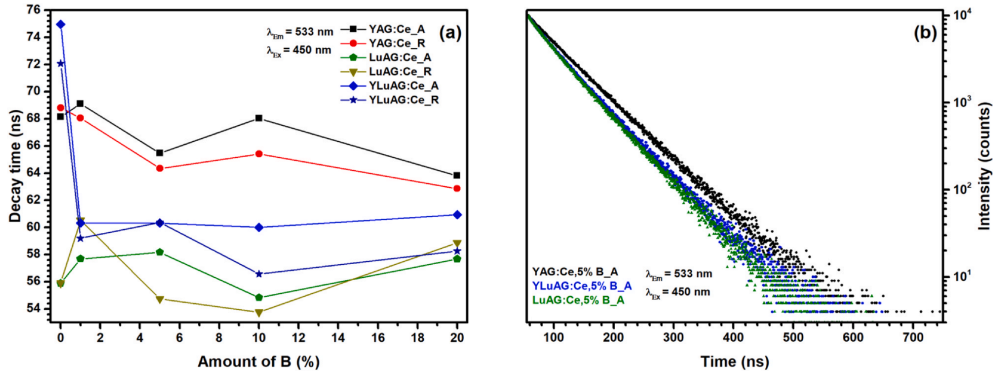 76
74
72
70
68
66
64
62
60
58
56
54
Decay time (ns)
0
2
4
6
8
10
12
14
16
18
20
Amount of B (%)
λEm = 533 nm
λEx = 450 nm
YAG:Ce_A
YAG:Ce_R
LuAG:Ce_A
LuAG:Ce_R
YLuAG:Ce_A
YLuAG:Ce_R
(a)
(b)
YAG:Ce,5% B_A
YLuAG:Ce,5% B_A
LuAG:Ce,5% B_A
λEm = 533 nm
λEx = 450 nm
100
200
300
400
500
600
700
Time (ns)
10⁴
10³
10²
10¹
Intensity (counts)